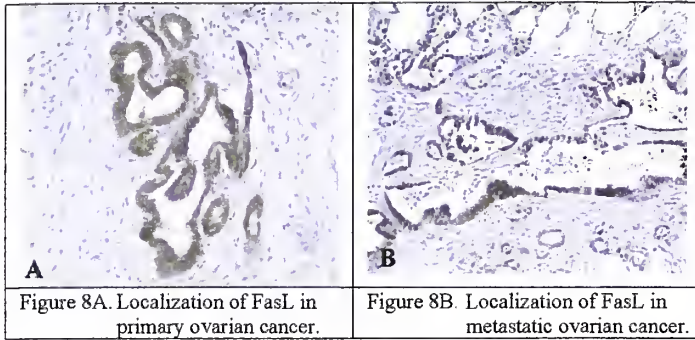 A
B
Figure 8A. Localization of FasL in
primary ovarian cancer.
Figure 8B. Localization of FasL in
metastatic ovarian cancer.